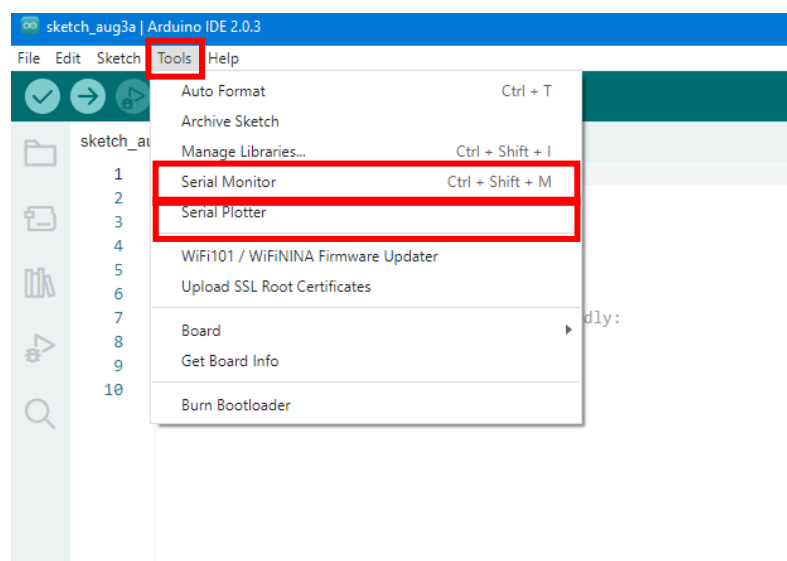 sketch_aug3a | Arduino IDE 2.0.3
File Edit Sketch Tools Help
Auto Format Ctrl + T
sketch_au
Archive Sketch
Manage Libraries... Ctrl + Shift + I
1
Serial Monitor Ctrl + Shift + M
2
Serial Plotter
3
4
WiFi101 / WiFiNINA Firmware Updater
5
Upload SSL Root Certificates
6
7
dly:
Board
8
Get Board Info
9
10
Burn Bootloader